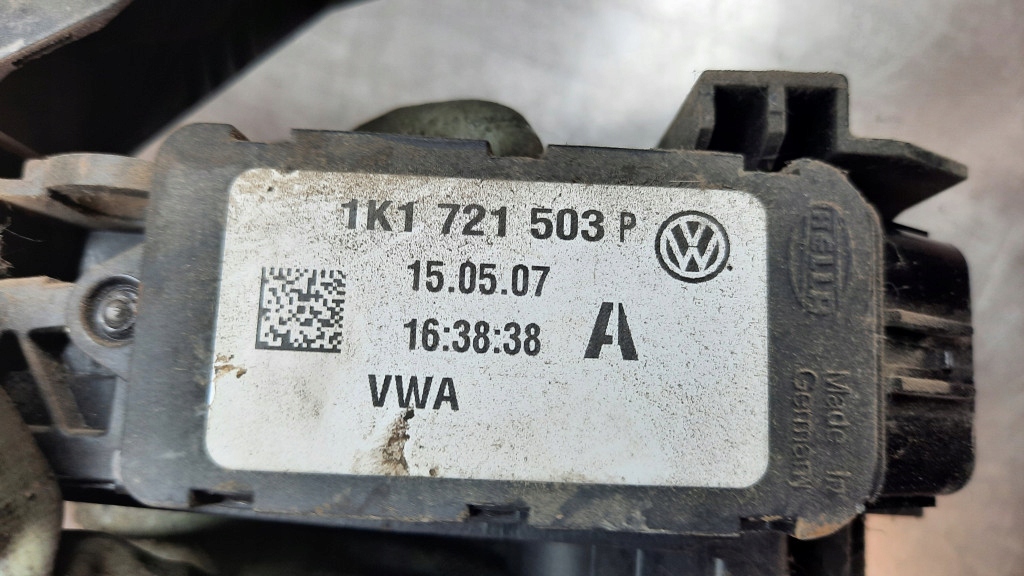 1K1 721 503 P
15.05.07
16:38:38 A
VWA
HELLA
Made in
Germany